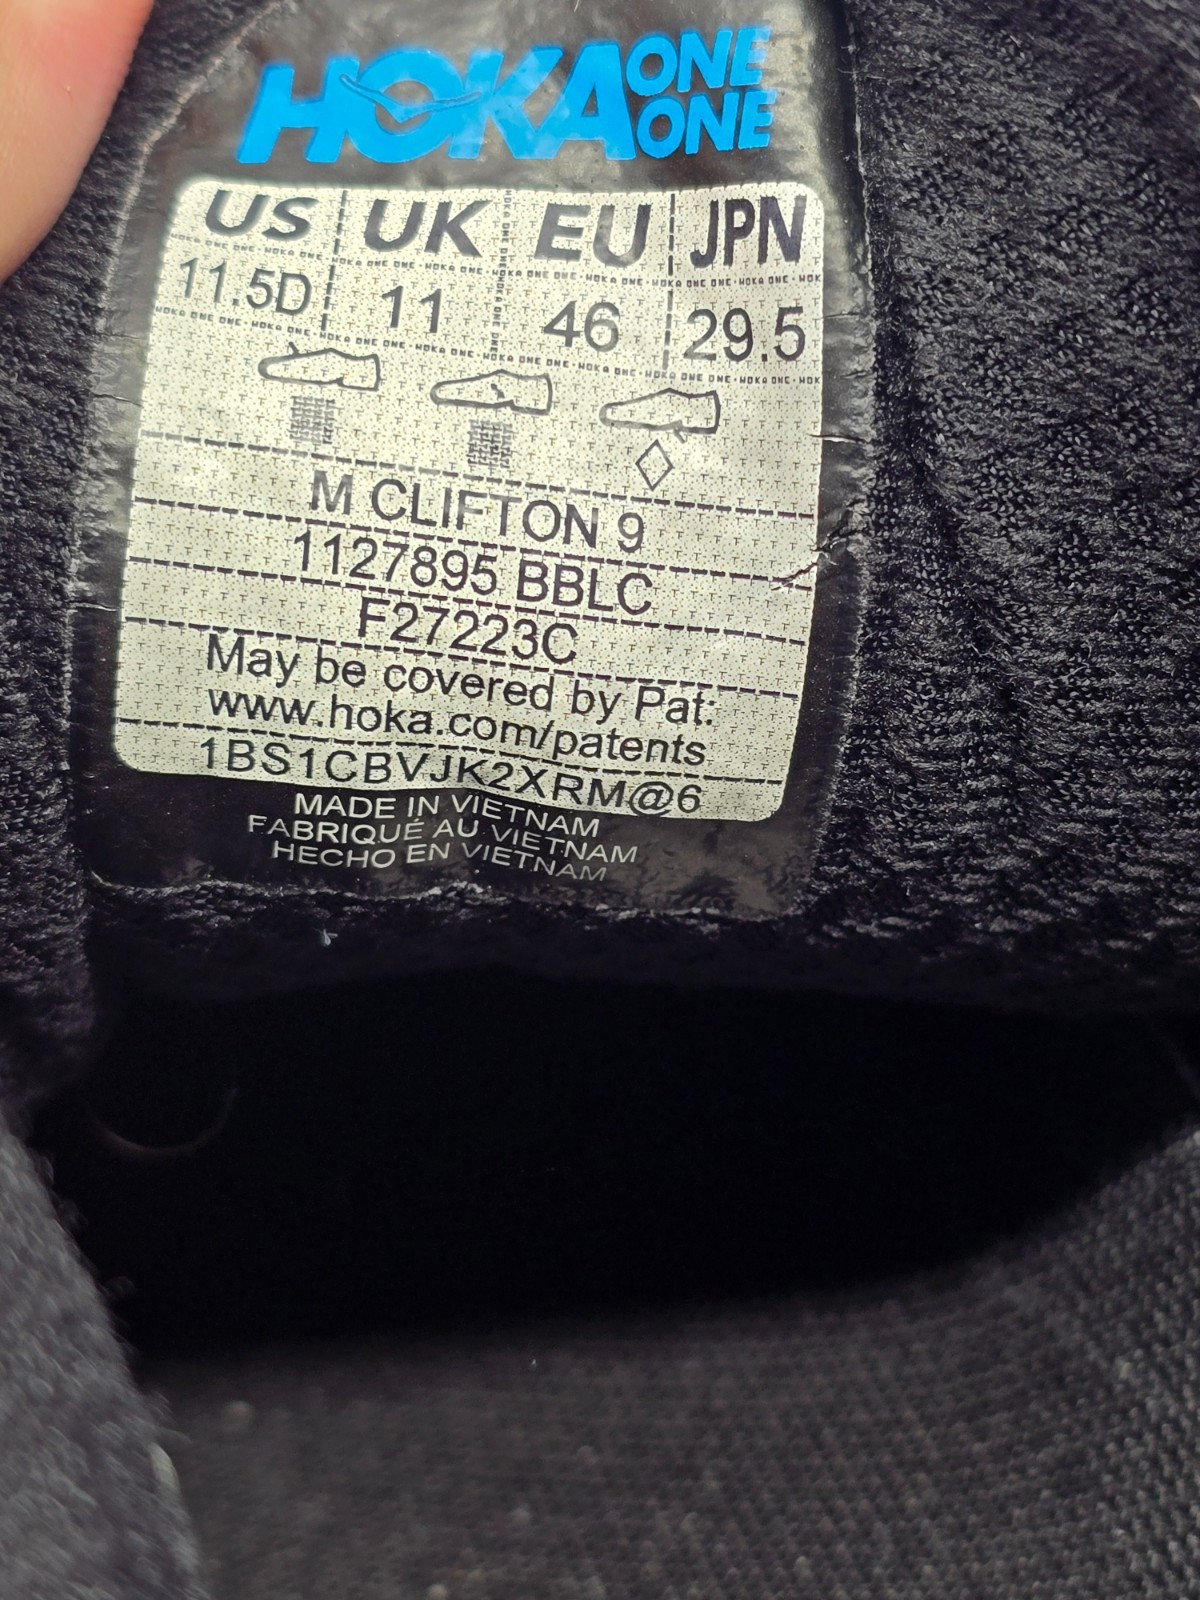 HOKA ONE ONE
US UK EU JPN
11.5D 11 46 29.5
M CLIFTON 9
1127895 BBLC
F27223C
May be covered by Pat:
www.hoka.com/patents
1BS1CBVJK2XRM@6
MADE IN VIETNAM
FABRIQUÉ AU VIETNAM
HECHO EN VIETNAM